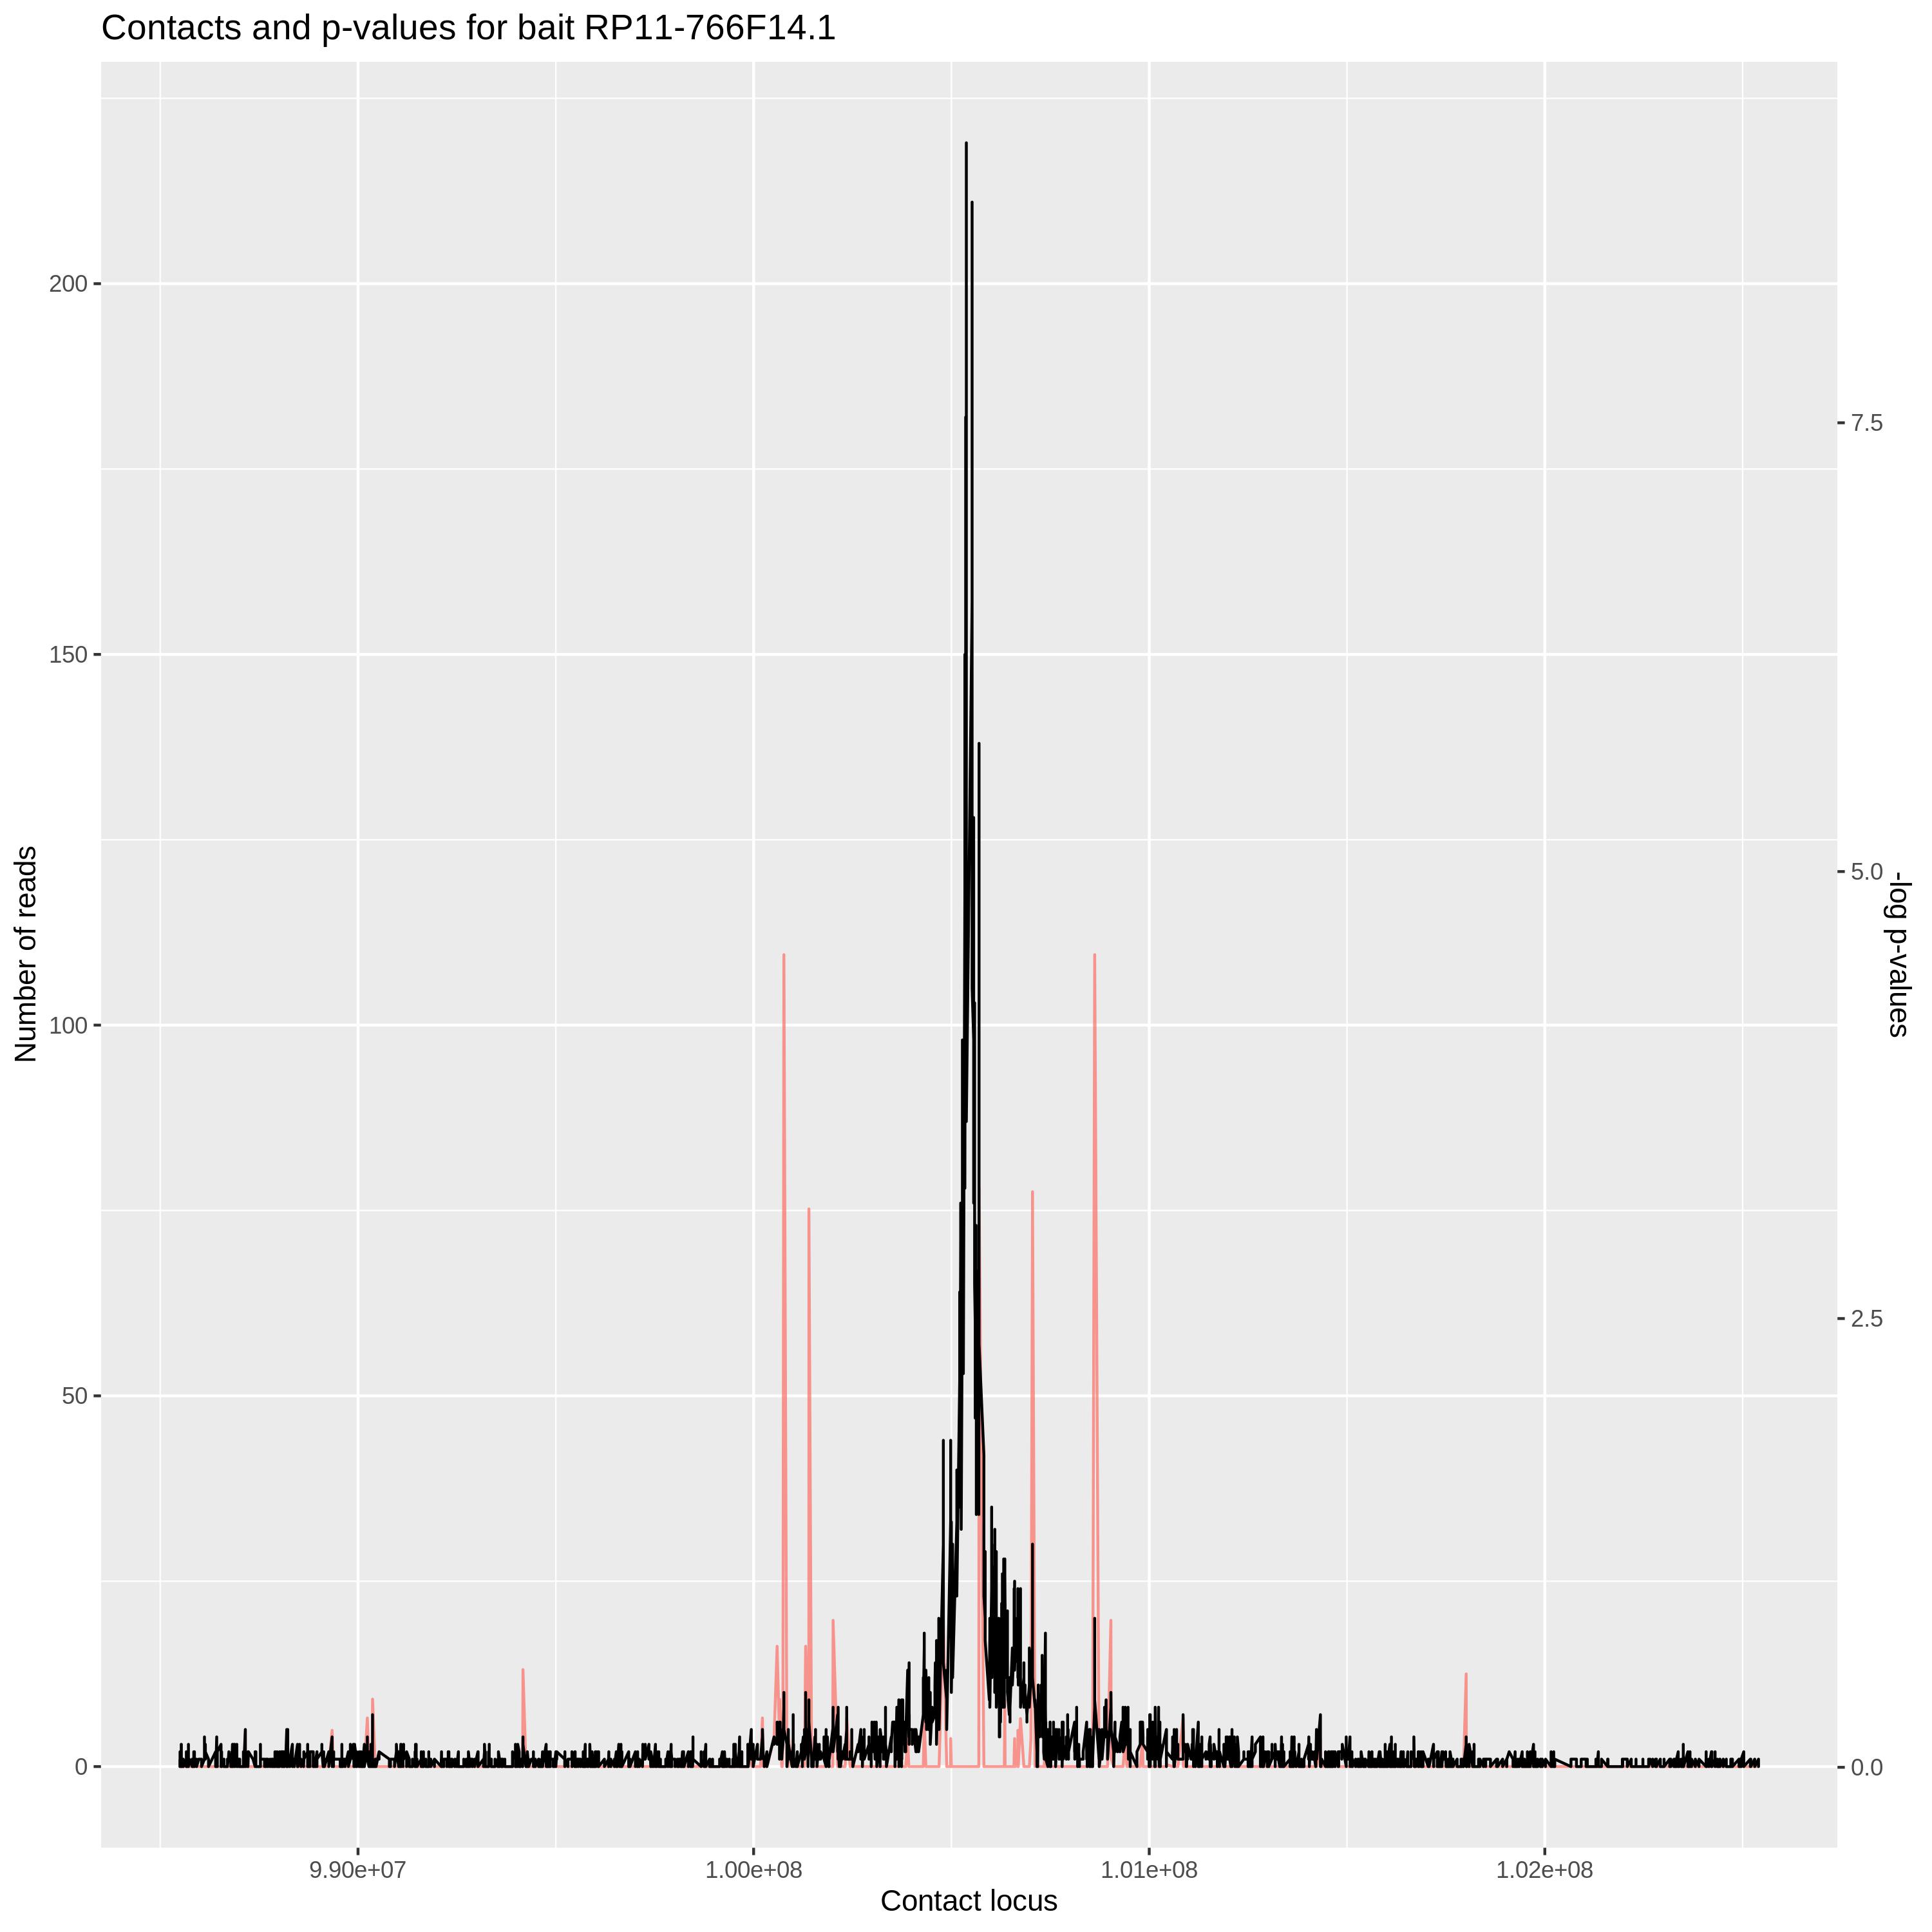 Contacts and p-values for bait RP11-766F14.1
200
150
100
50
0
Number of reads
7.5
5.0
2.5
0.0
-log p-values
9.90e+07
1.00e+08
1.01e+08
1.02e+08
Contact locus